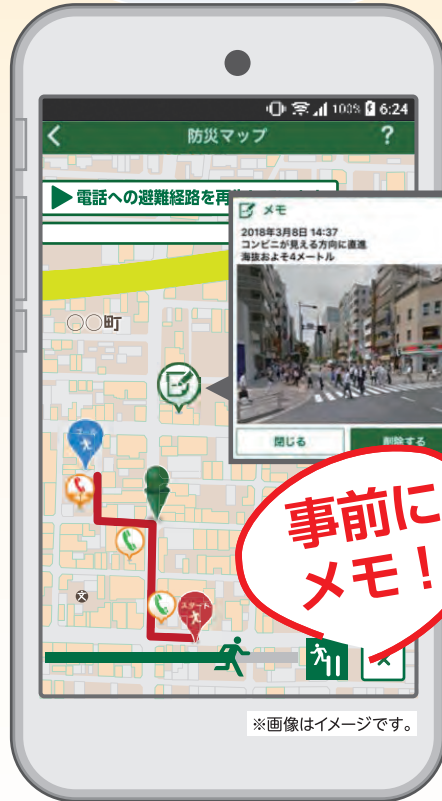 100% 6:24
防災マップ ?
電話への避難経路を再
メモ
2018年3月8日 14:37
コンビニが見える方向に直進
海抜およそ4メートル
閉じる
削除する
〇〇町
ゴール
文
スタート
事前に
メモ!
※画像はイメージです。